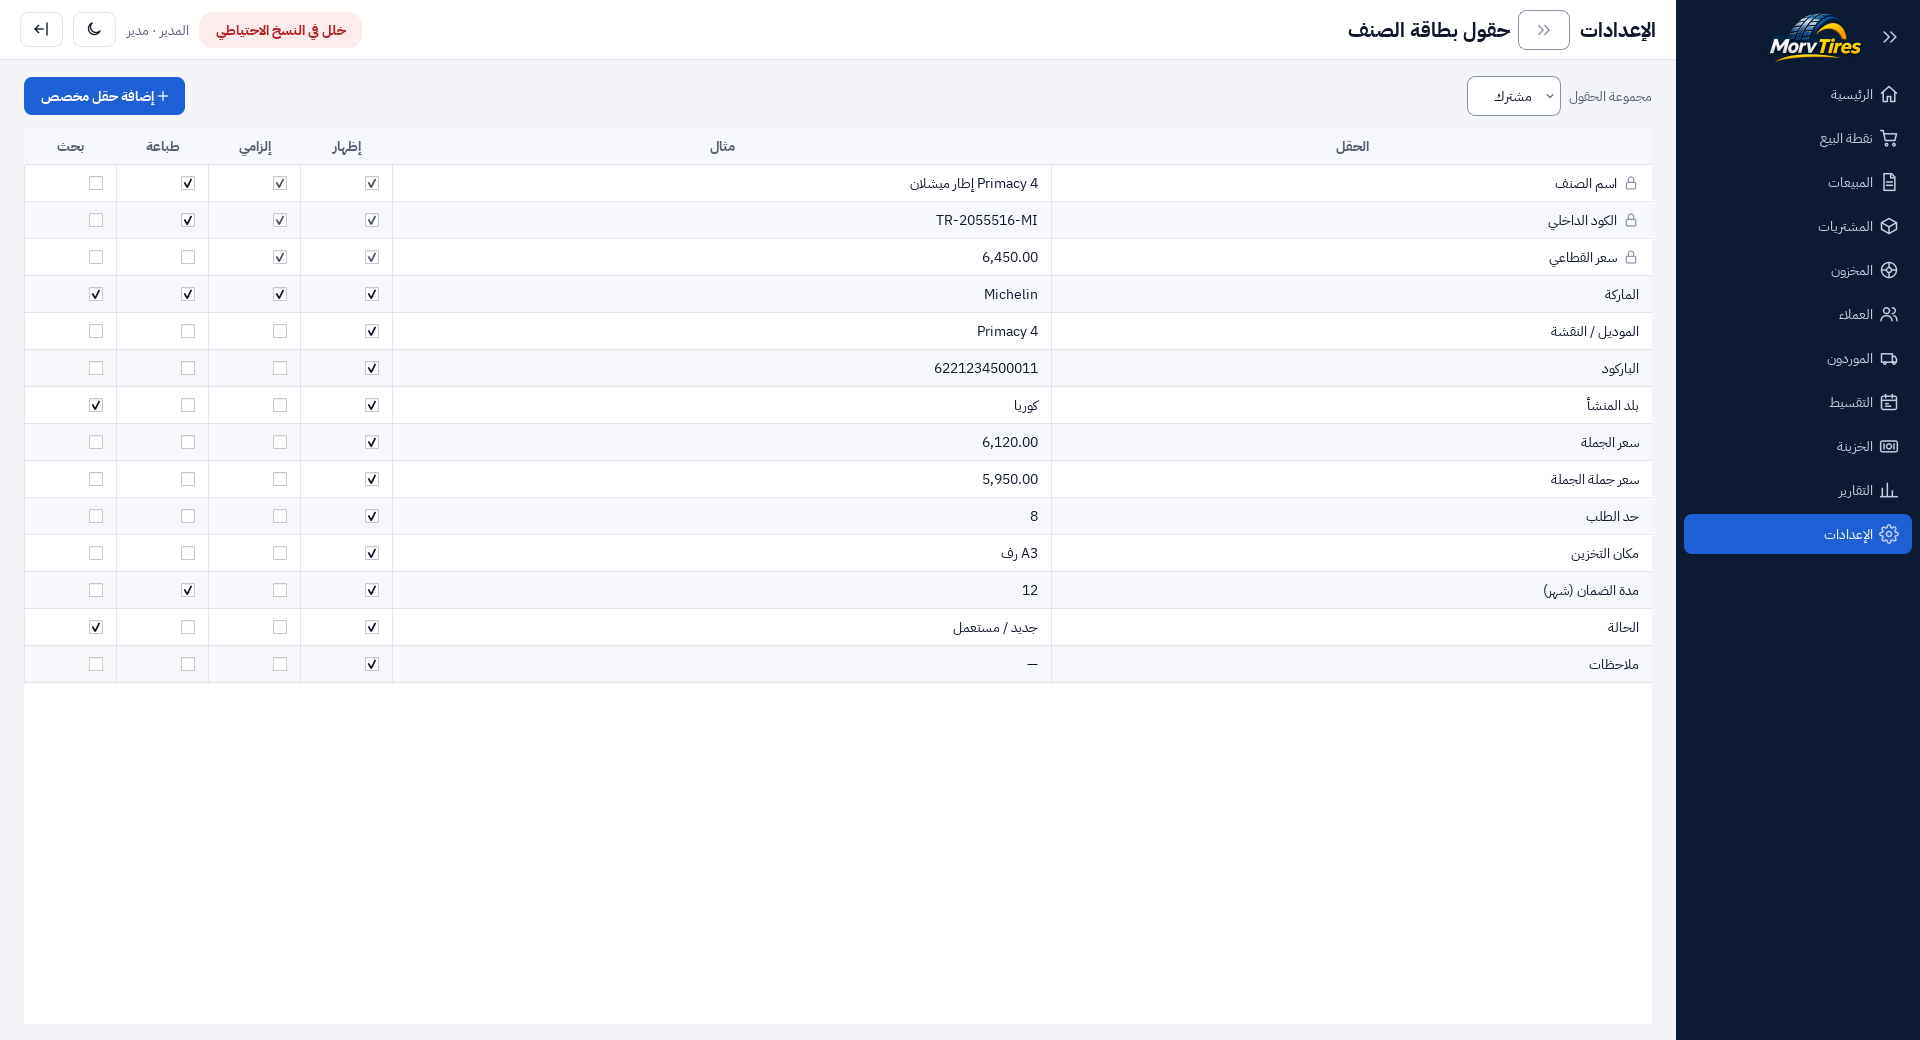 MorvTires
الرئيسية
نقطة البيع
المبيعات
المشتريات
المخزون
العملاء
الموردون
التقسيط
الخزينة
التقارير
الإعدادات
الإعدادات حقول بطاقة الصنف
خلل في النسخ الاحتياطي المدير · مدير
مجموعة الحقول مشترك
إضافة حقل مخصص
الحقل مثال إظهار إلزامي طباعة بحث
اسم الصنف Primacy 4 إطار ميشلان
الكود الداخلي TR-2055516-MI
سعر القطاعي 6,450.00
الماركة Michelin
الموديل / النقشة Primacy 4
الباركود 6221234500011
بلد المنشأ كوريا
سعر الجملة 6,120.00
سعر جملة الجملة 5,950.00
حد الطلب 8
مكان التخزين A3 رف
مدة الضمان (شهر) 12
الحالة جديد / مستعمل
ملاحظات —